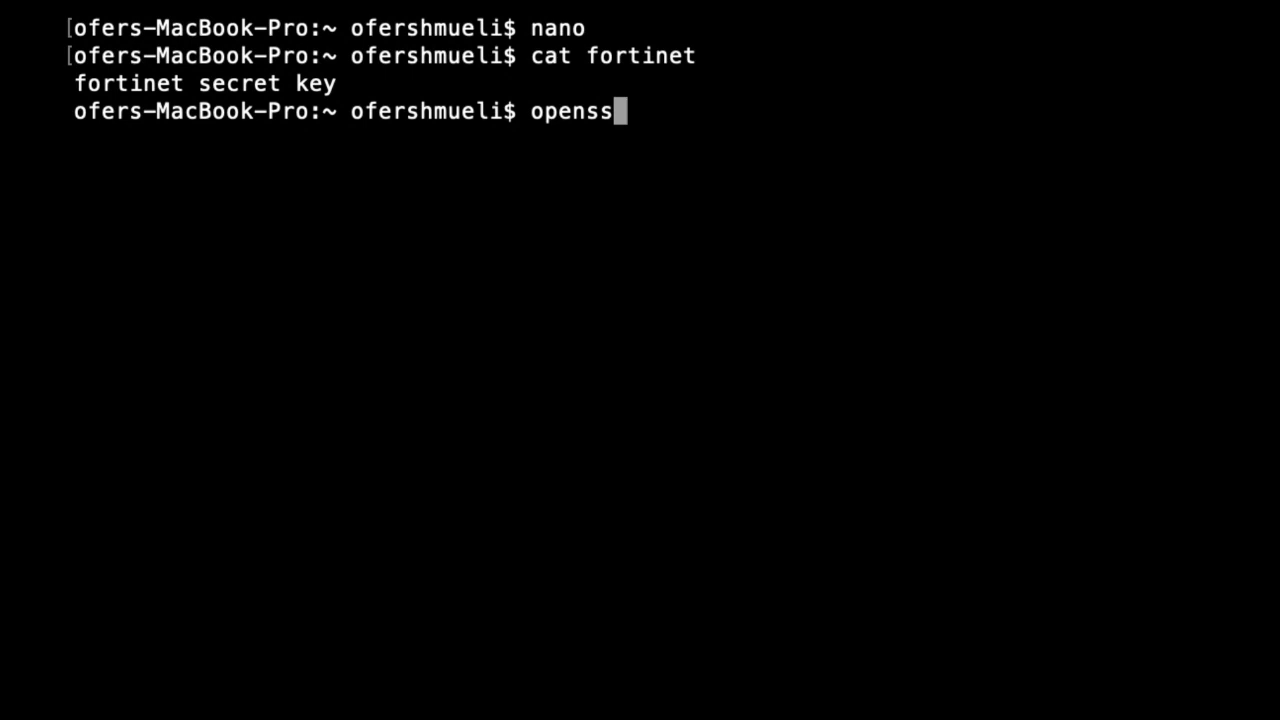 [ofers-MacBook-Pro:~ ofershmueli$ nano
[ofers-MacBook-Pro:~ ofershmueli$ cat fortinet
fortinet secret key
ofers-MacBook-Pro:~ ofershmueli$ openss